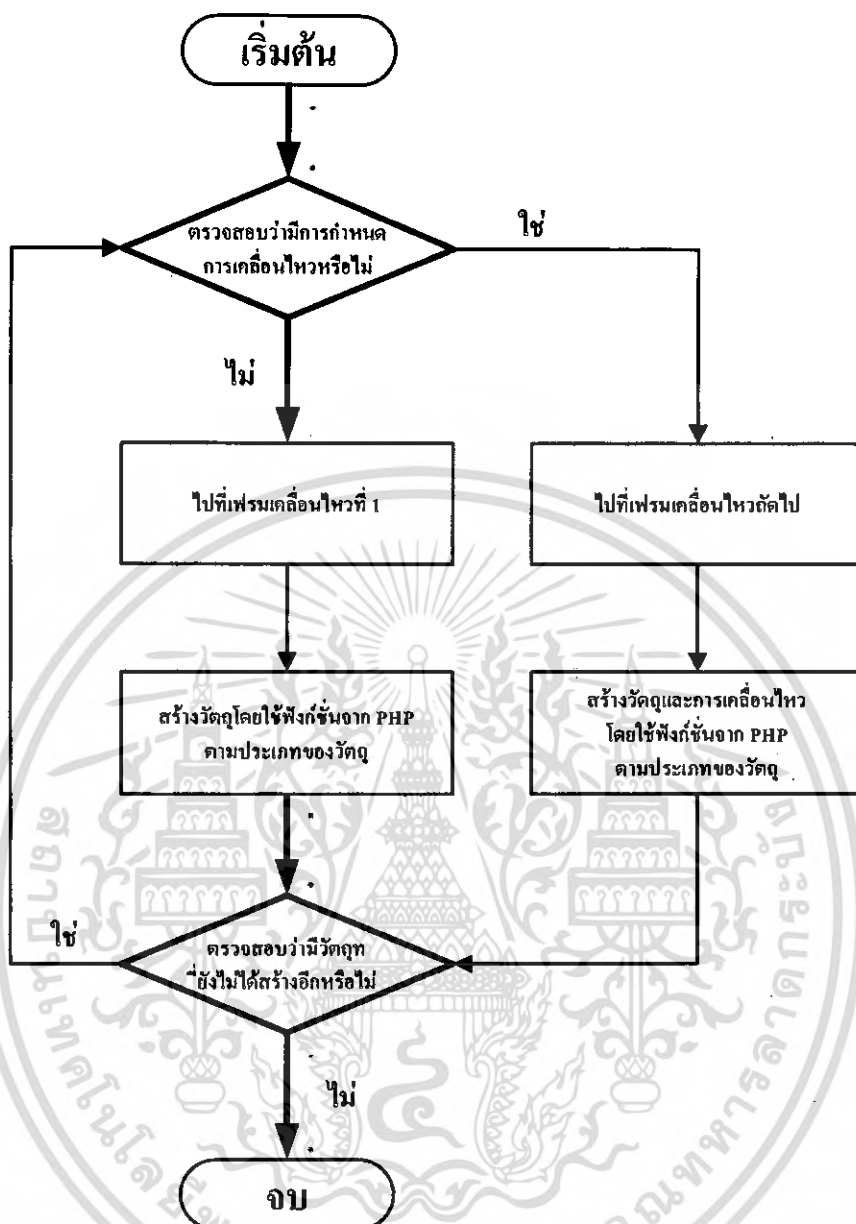 เริ่มต้น
ตรวจสอบว่ามีการกำหนด
การเคลื่อนไหวหรือไม่
ใช่
ไม่
ไปที่เฟรมเคลื่อนไหวที่ 1
ไปที่เฟรมเคลื่อนไหวถัดไป
สร้างวัตถุโดยใช้ฟังก์ชั่นจาก PHP
ตามประเภทของวัตถุ
สร้างวัตถุและการเคลื่อนไหว
โดยใช้ฟังก์ชั่นจาก PHP
ตามประเภทของวัตถุ
ใช่
ตรวจสอบว่ามีวัตถุท
ี่ยังไม่ได้สร้างอีกหรือไม่
ไม่
จบ